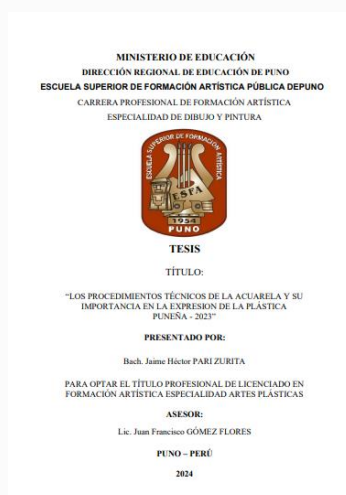 MINISTERIO DE EDUCACIÓN
DIRECCIÓN REGIONAL DE EDUCACIÓN DE PUNO
ESCUELA SUPERIOR DE FORMACIÓN ARTÍSTICA PÚBLICA DEPUNO
CARRERA PROFESIONAL DE FORMACIÓN ARTÍSTICA
ESPECIALIDAD DE DIBUJO Y PINTURA
ESCUELA SUPERIOR DE FORMACIÓN ARTÍSTICA
ESFA
1954
PUNO
TESIS
TÍTULO:
“LOS PROCEDIMIENTOS TÉCNICOS DE LA ACUARELA Y SU
IMPORTANCIA EN LA EXPRESION DE LA PLÁSTICA
PUNEÑA - 2023”
PRESENTADO POR:
Bach. Jaime Héctor PARI ZURITA
PARA OPTAR EL TÍTULO PROFESIONAL DE LICENCIADO EN
FORMACIÓN ARTÍSTICA ESPECIALIDAD ARTES PLÁSTICAS
ASESOR:
Lic. Juan Francisco GÓMEZ FLORES
PUNO – PERÚ
2024